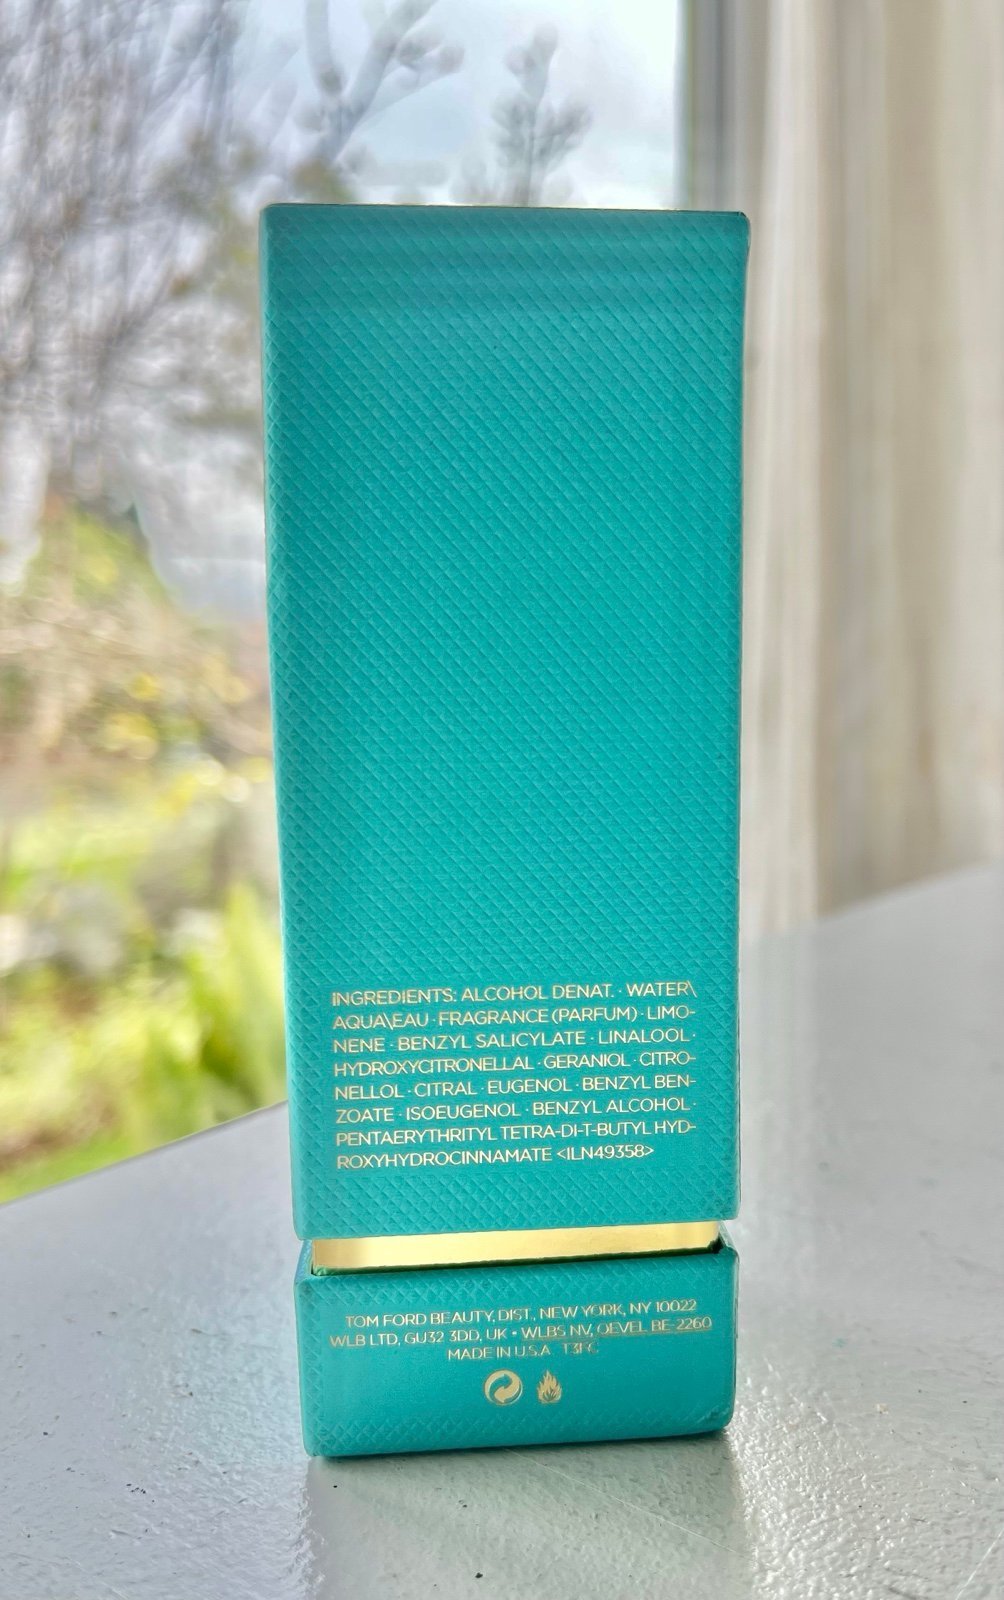 INGREDIENTS: ALCOHOL DENAT. · WATER\
AQUA\EAU · FRAGRANCE (PARFUM) · LIMO-
NENE · BENZYL SALICYLATE · LINALOOL ·
HYDROXYCITRONELLAL · GERANIOL · CITRO-
NELLOL · CITRAL · EUGENOL · BENZYL BEN-
ZOATE · ISOEUGENOL · BENZYL ALCOHOL ·
PENTAERYTHRITYL TETRA-DI-T-BUTYL HYD-
ROXYHYDROCINNAMATE <ILN49358>
TOM FORD BEAUTY, DIST., NEW YORK, NY 10022
WLB LTD, GU32 3DD, UK • WLBS NV, OEVEL BE-2260
MADE IN U.S.A.